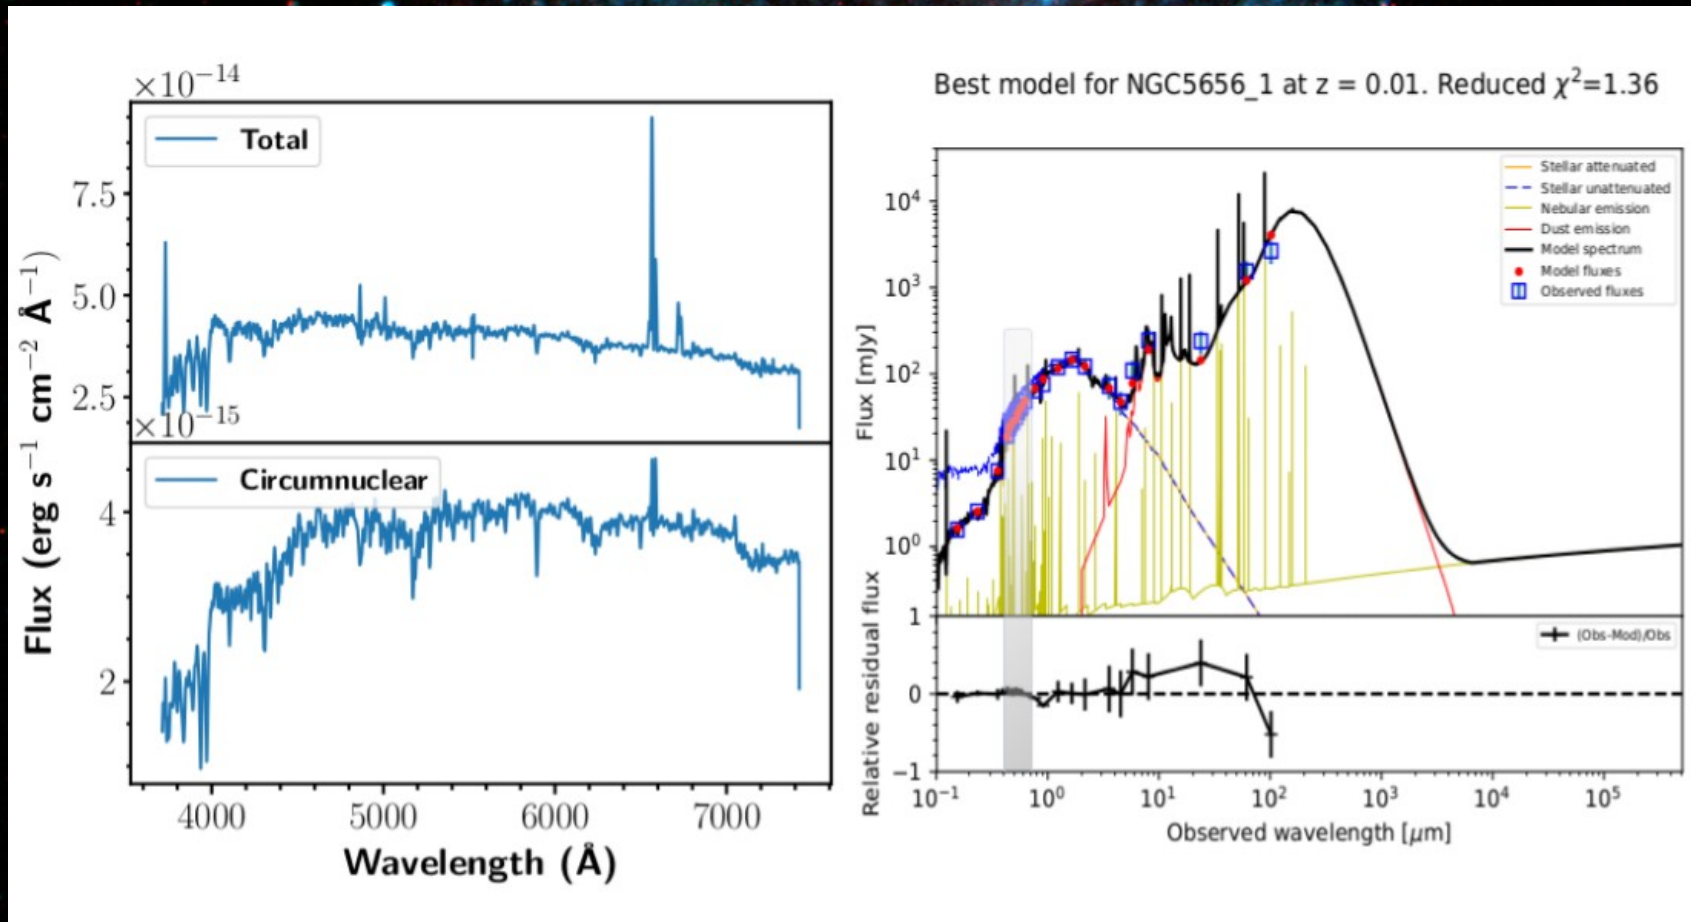 ×10⁻¹⁴
Total
7.5
5.0
2.5
×10⁻¹⁵
Circumnuclear
4
2
Flux (erg s⁻¹ cm⁻² Å⁻¹)
4000 5000 6000 7000
Wavelength (Å)
Best model for NGC5656_1 at z = 0.01. Reduced χ²=1.36
Stellar attenuated
Stellar unattenuated
Nebular emission
Dust emission
Model spectrum
Model fluxes
Observed fluxes
10⁴
10³
10²
10¹
10⁰
Flux [mJy]
(Obs-Mod)/Obs
1
0
−1
Relative residual flux
10⁻¹ 10⁰ 10¹ 10² 10³ 10⁴ 10⁵
Observed wavelength [μm]